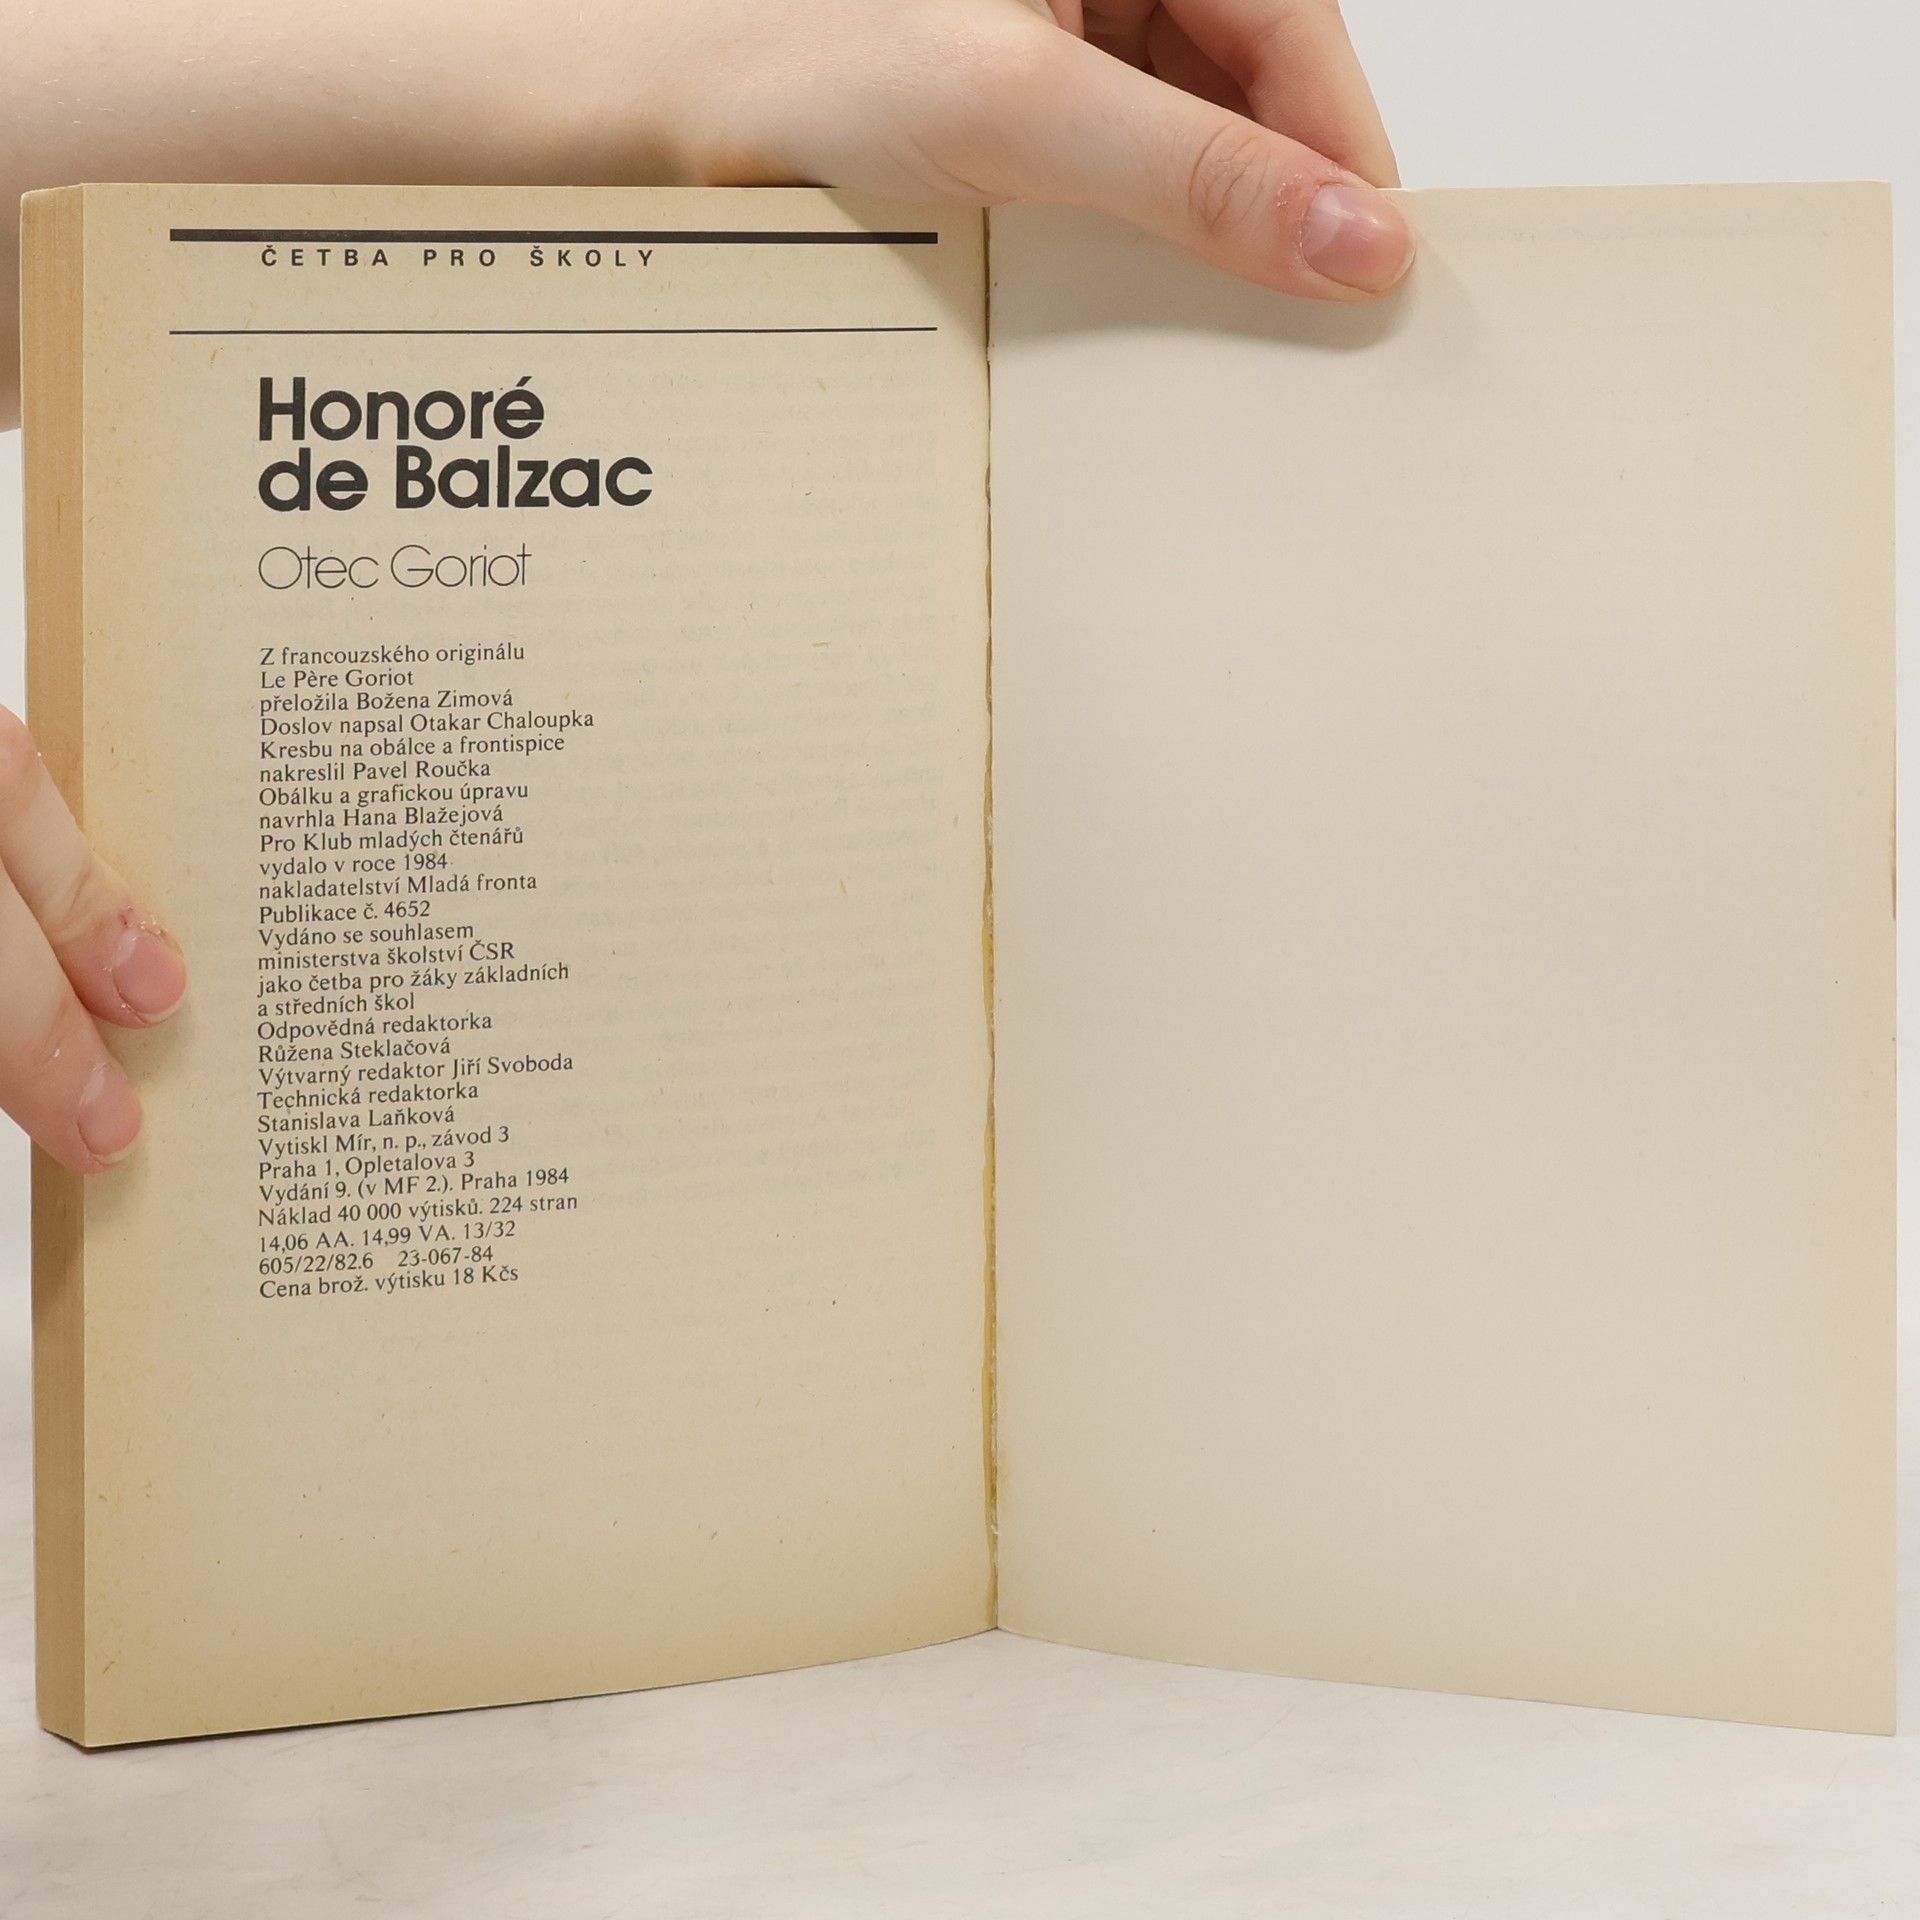 ČETBA PRO ŠKOLY
Honoré
de Balzac
Otec Goriot
Z francouzského originálu
Le Père Goriot
přeložila Božena Zimová
Doslov napsal Otakar Chaloupka
Kresbu na obálce a frontispice
nakreslil Pavel Roučka
Obálku a grafickou úpravu
navrhla Hana Blažejová
Pro Klub mladých čtenářů
vydalo v roce 1984
nakladatelství Mladá fronta
Publikace č. 4652
Vydáno se souhlasem
ministerstva školství ČSR
jako četba pro žáky základních
a středních škol
Odpovědná redaktorka
Růžena Steklačová
Výtvarný redaktor Jiří Svoboda
Technická redaktorka
Stanislava Laňková
Vytiskl Mír, n. p., závod 3
Praha 1, Opletalova 3
Vydání 9. (v MF 2.). Praha 1984
Náklad 40 000 výtisků. 224 stran
14,06 AA. 14,99 VA. 13/32
605/22/82.6 23-067-84
Cena brož. výtisku 18 Kčs